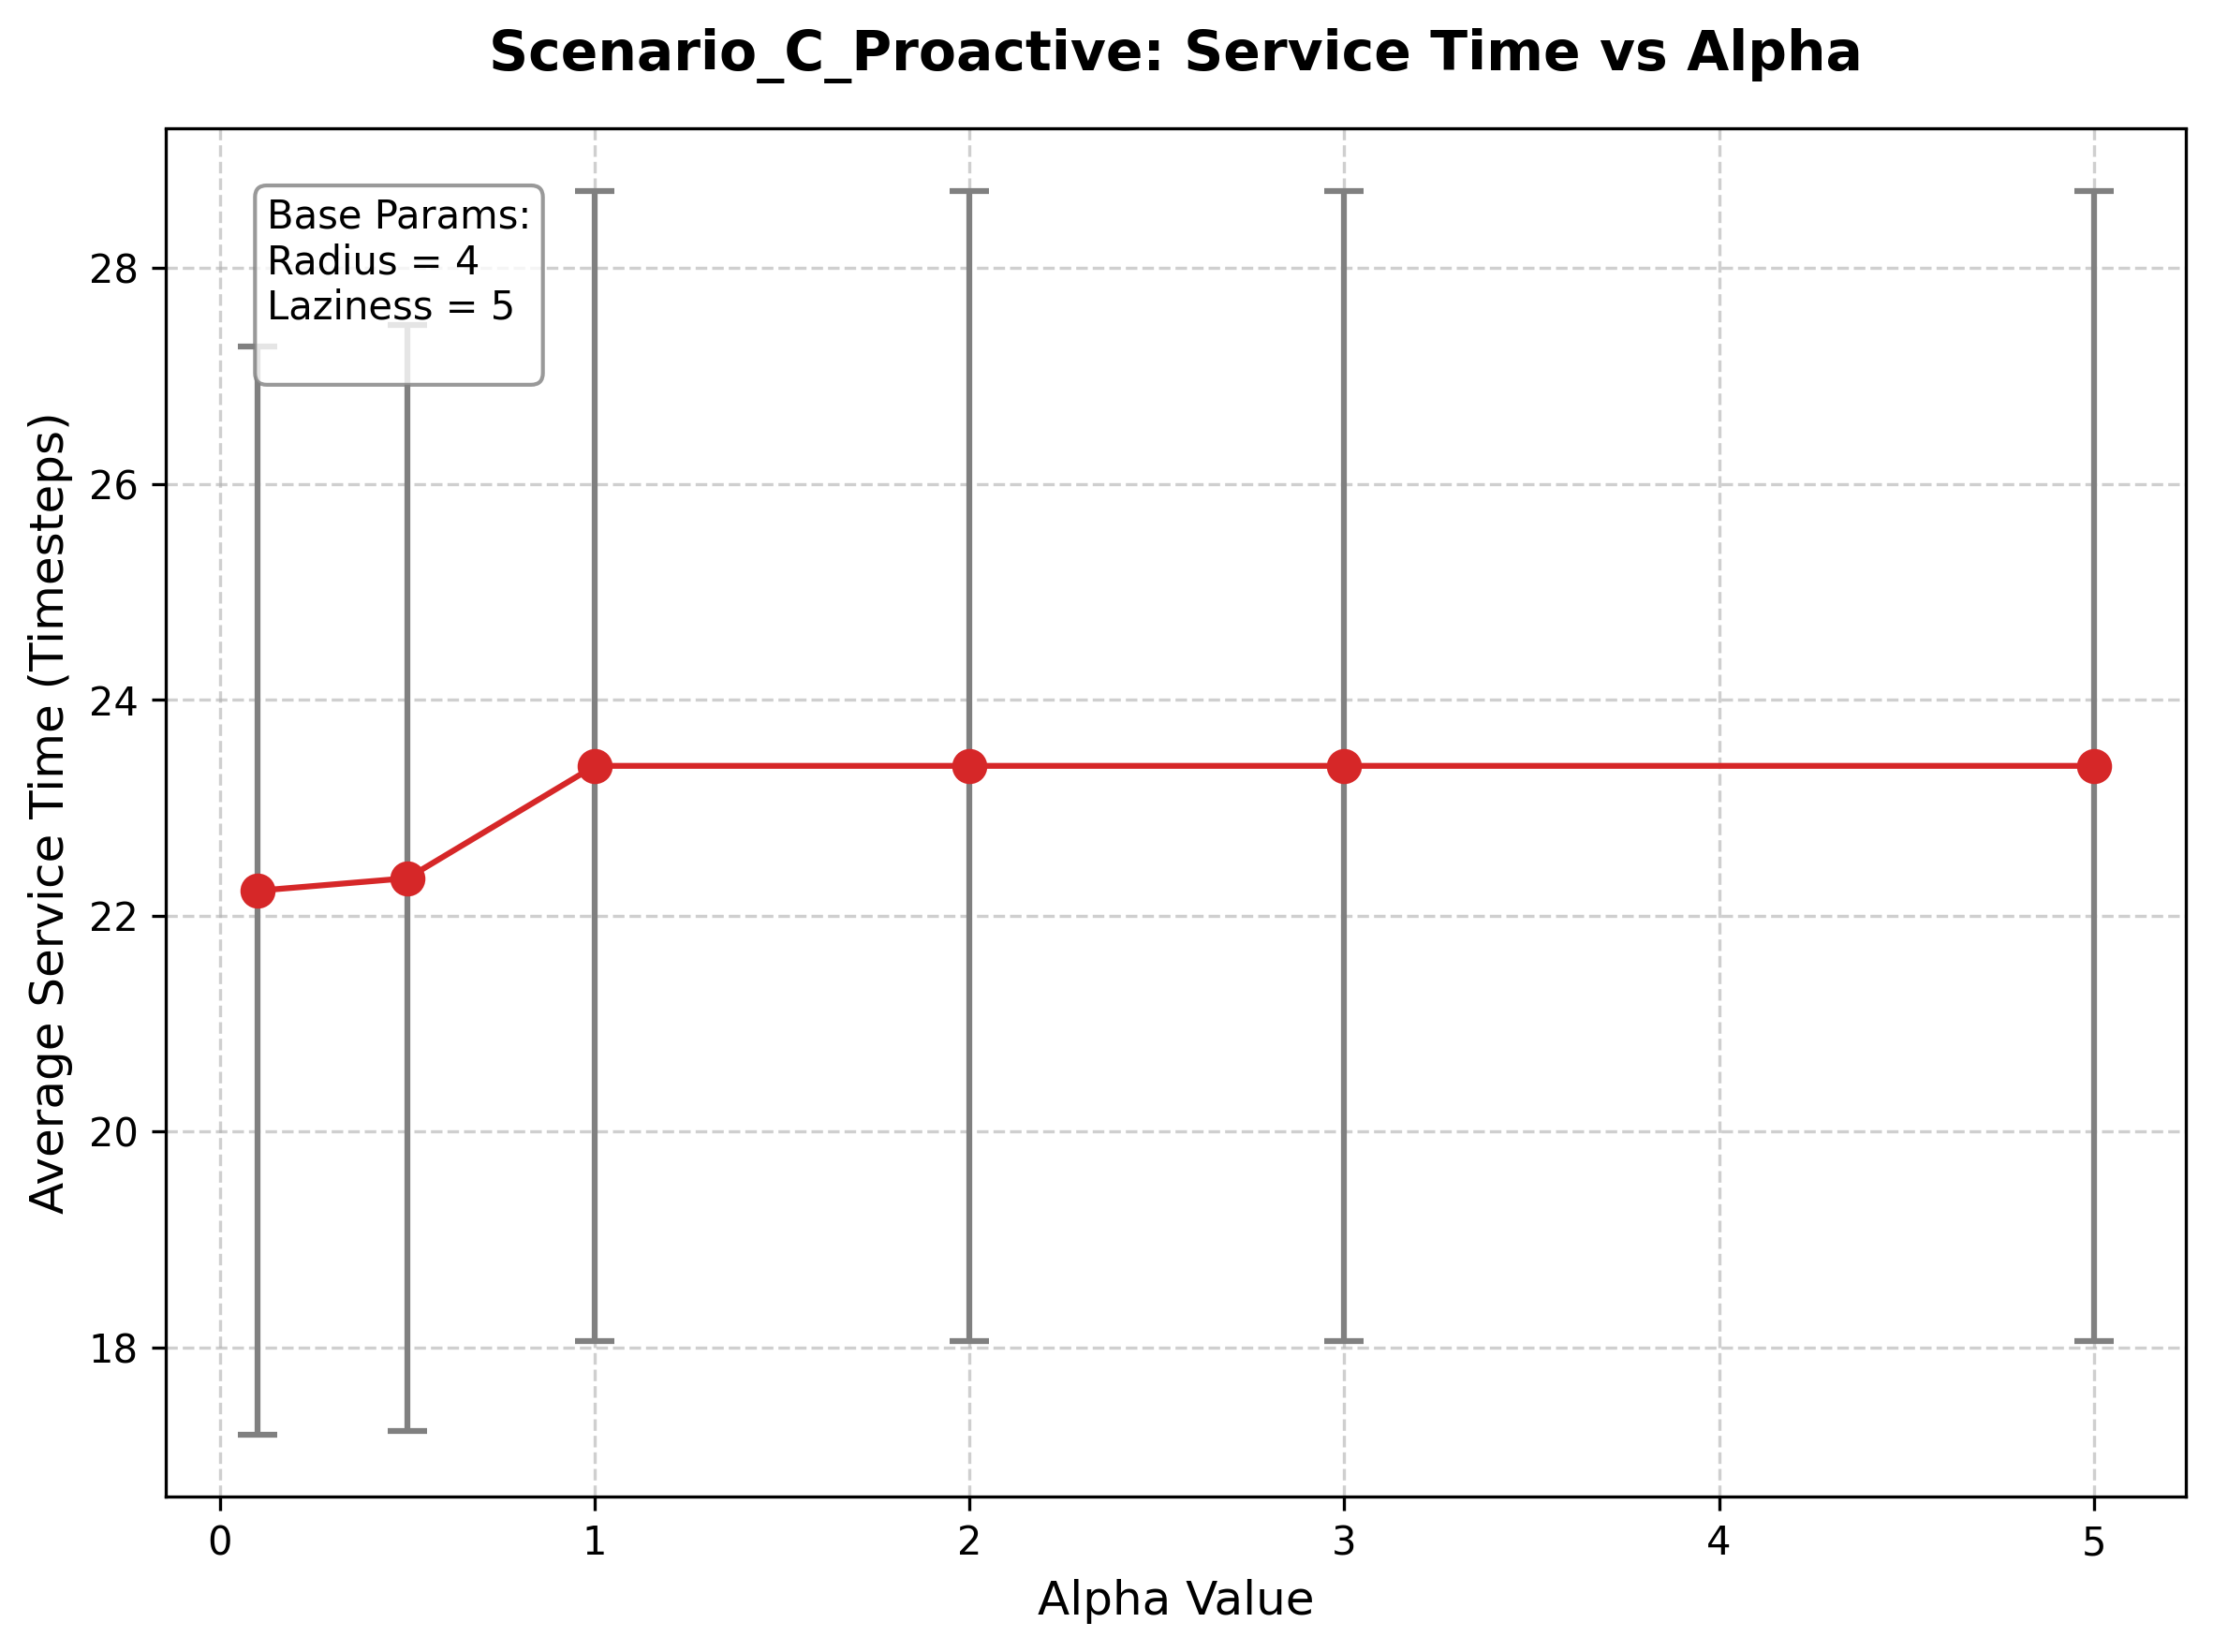 Scenario_C_Proactive: Service Time vs Alpha
Base Params:
Radius = 4
Laziness = 5
28
26
24
22
20
18
Average Service Time (Timesteps)
0 1 2 3 4 5
Alpha Value